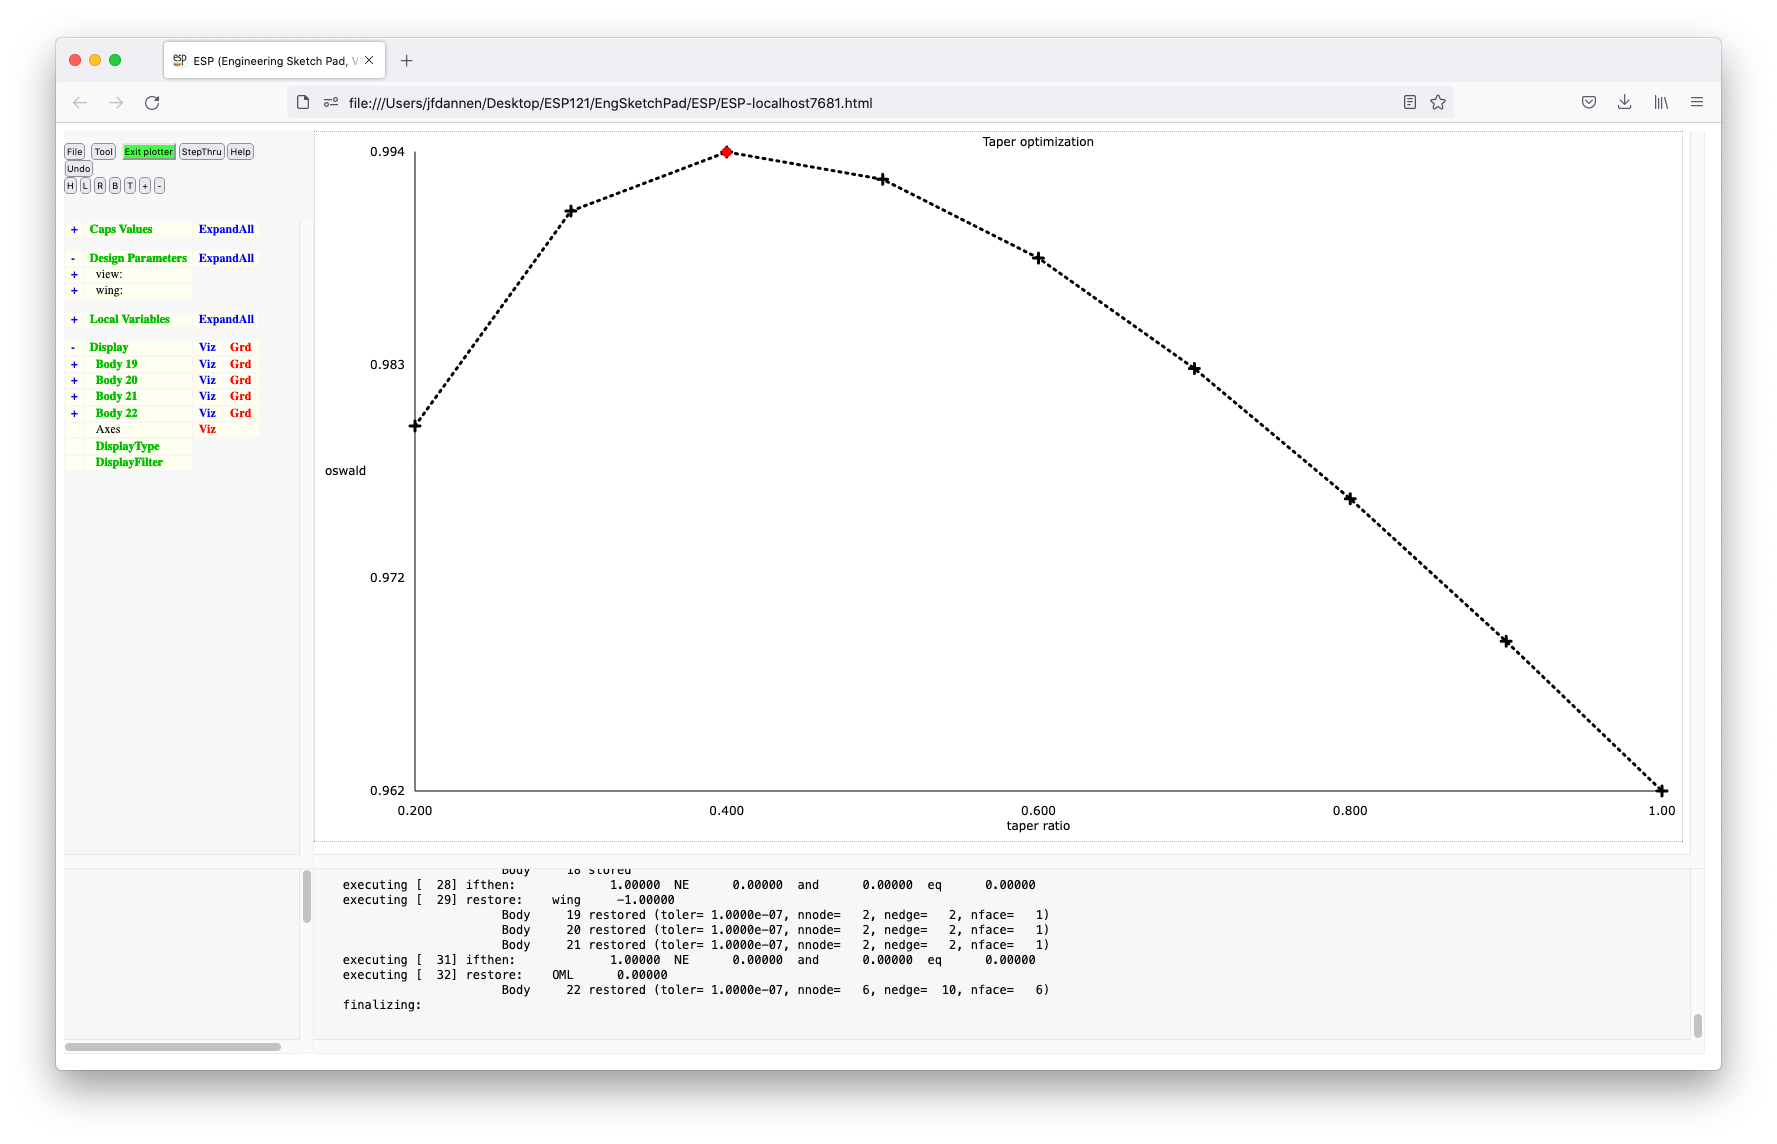 ESP (Engineering Sketch Pad, V
file:///Users/jfdannen/Desktop/ESP121/EngSketchPad/ESP/ESP-localhost7681.html
File Tool Exit plotter StepThru Help
Undo
H L R B T + -
+ Caps Values ExpandAll
- Design Parameters ExpandAll
+ view:
+ wing:
+ Local Variables ExpandAll
- Display Viz Grd
+ Body 19 Viz Grd
+ Body 20 Viz Grd
+ Body 21 Viz Grd
+ Body 22 Viz Grd
Axes Viz
DisplayType
DisplayFilter
Taper optimization
0.994
0.983
oswald
0.972
0.962
0.200 0.400 0.600 0.800 1.00
taper ratio
Body 18 stored
executing [ 28] ifthen: 1.00000 NE 0.00000 and 0.00000 eq 0.00000
executing [ 29] restore: wing -1.00000
Body 19 restored (toler= 1.0000e-07, nnode= 2, nedge= 2, nface= 1)
Body 20 restored (toler= 1.0000e-07, nnode= 2, nedge= 2, nface= 1)
Body 21 restored (toler= 1.0000e-07, nnode= 2, nedge= 2, nface= 1)
executing [ 31] ifthen: 1.00000 NE 0.00000 and 0.00000 eq 0.00000
executing [ 32] restore: OML 0.00000
Body 22 restored (toler= 1.0000e-07, nnode= 6, nedge= 10, nface= 6)
finalizing: